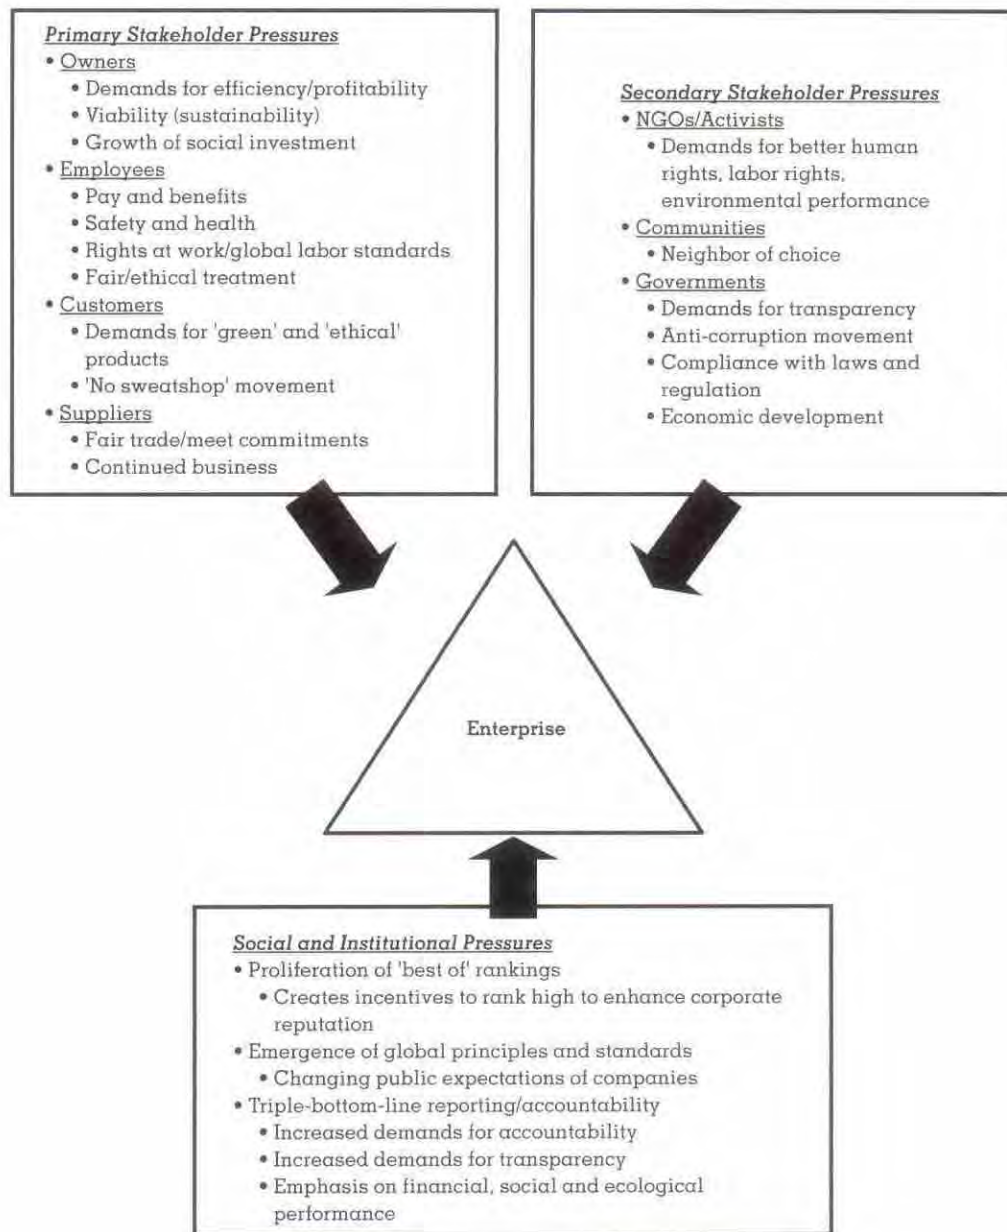 Primary Stakeholder Pressures
• Owners
• Demands for efficiency/profitability
• Viability (sustainability)
• Growth of social investment
• Employees
• Pay and benefits
• Safety and health
• Rights at work/global labor standards
• Fair/ethical treatment
• Customers
• Demands for 'green' and 'ethical'
products
• 'No sweatshop' movement
• Suppliers
• Fair trade/meet commitments
• Continued business
Secondary Stakeholder Pressures
• NGOs/Activists
• Demands for better human
rights, labor rights,
environmental performance
• Communities
• Neighbor of choice
• Governments
• Demands for transparency
• Anti-corruption movement
• Compliance with laws and
regulation
• Economic development
Enterprise
Social and Institutional Pressures
• Proliferation of 'best of' rankings
• Creates incentives to rank high to enhance corporate
reputation
• Emergence of global principles and standards
• Changing public expectations of companies
• Triple-bottom-line reporting/accountability
• Increased demands for accountability
• Increased demands for transparency
• Emphasis on financial, social and ecological
performance